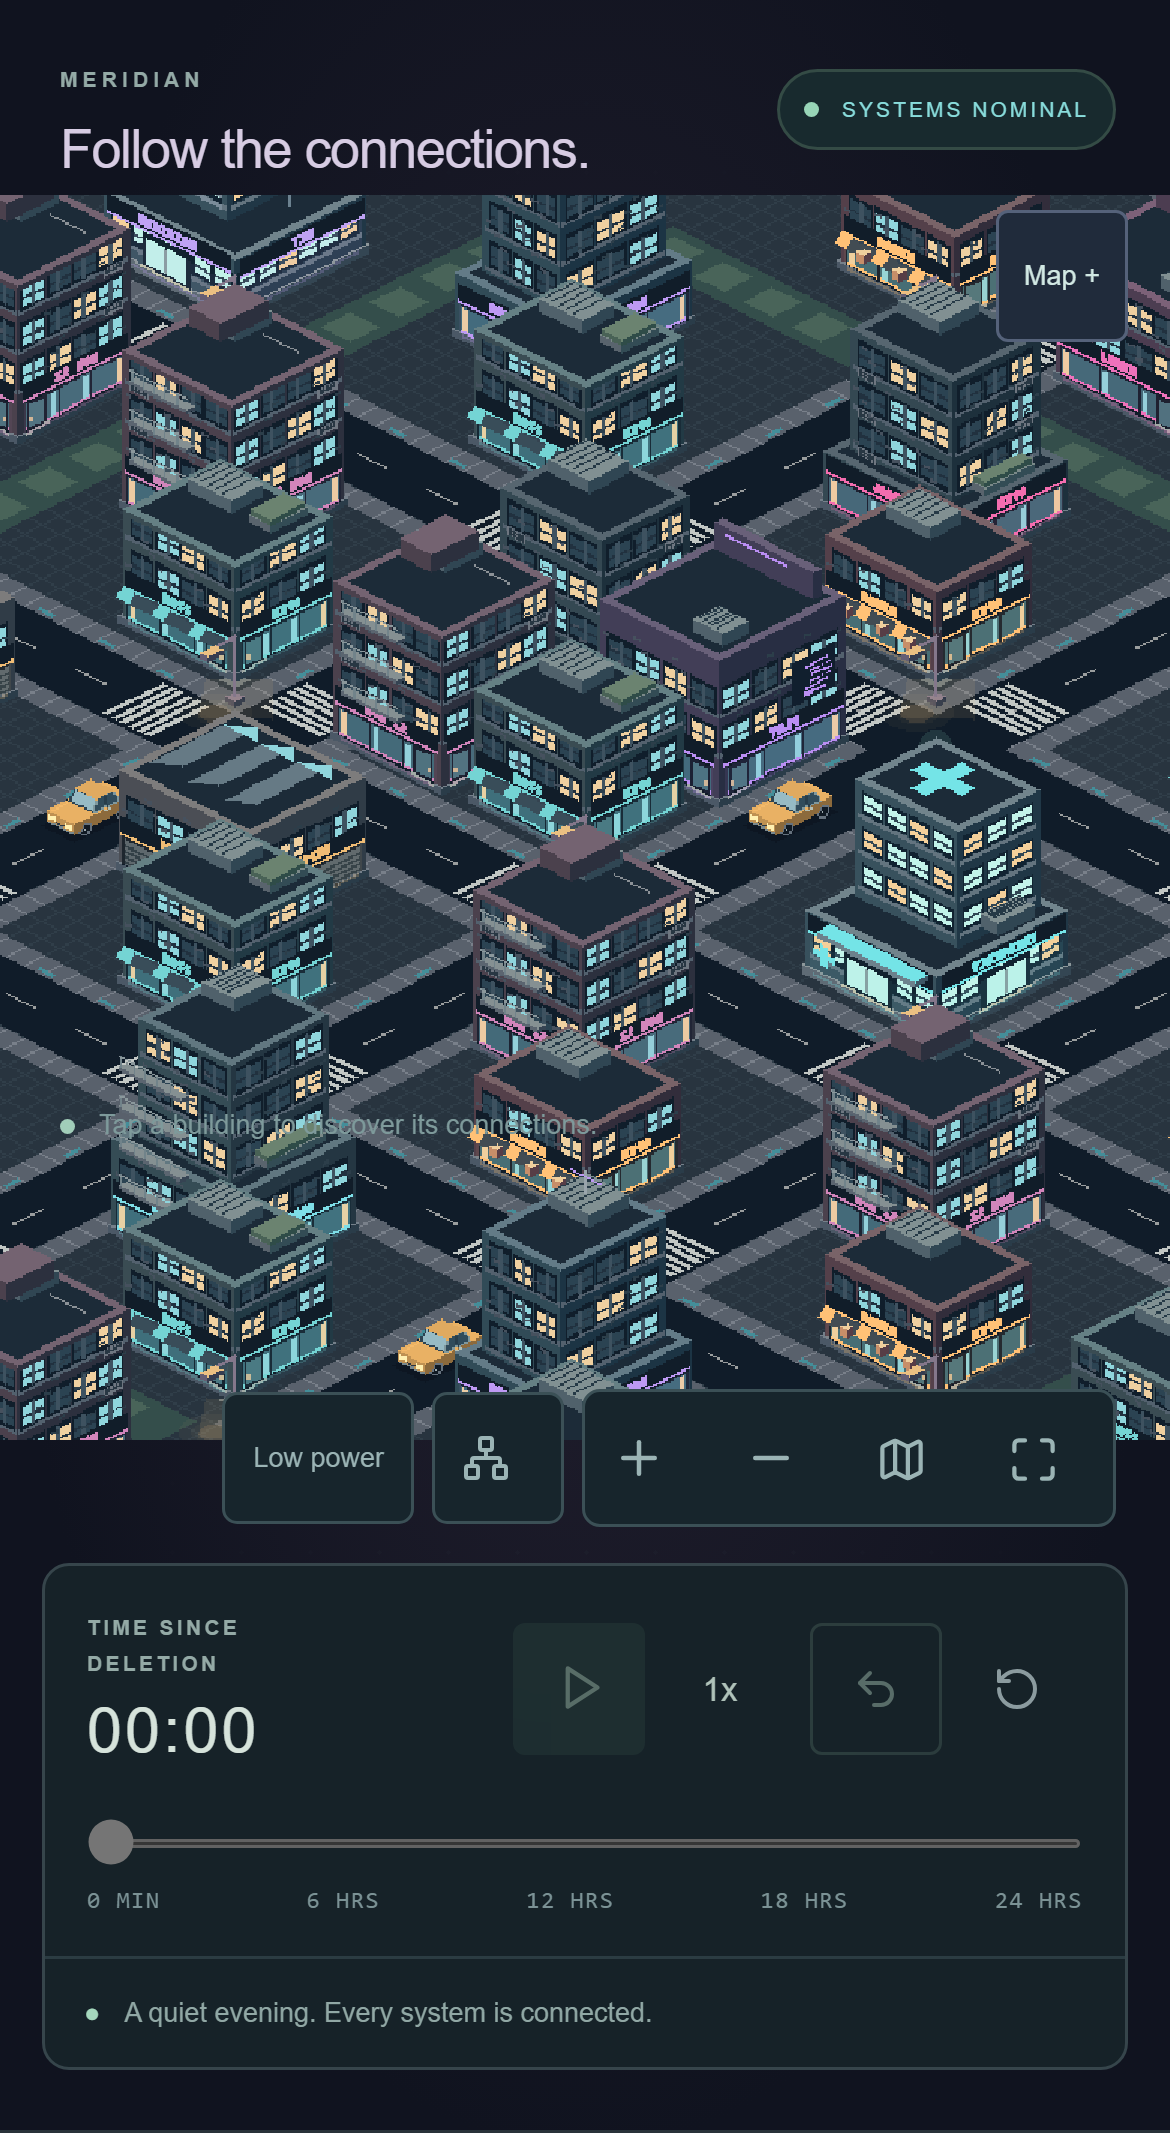 MERIDIAN
Follow the connections.
SYSTEMS NOMINAL
Map +
Tap a building to discover its connections.
Low power
TIME SINCE
DELETION
00:00
1x
0 MIN
6 HRS
12 HRS
18 HRS
24 HRS
A quiet evening. Every system is connected.